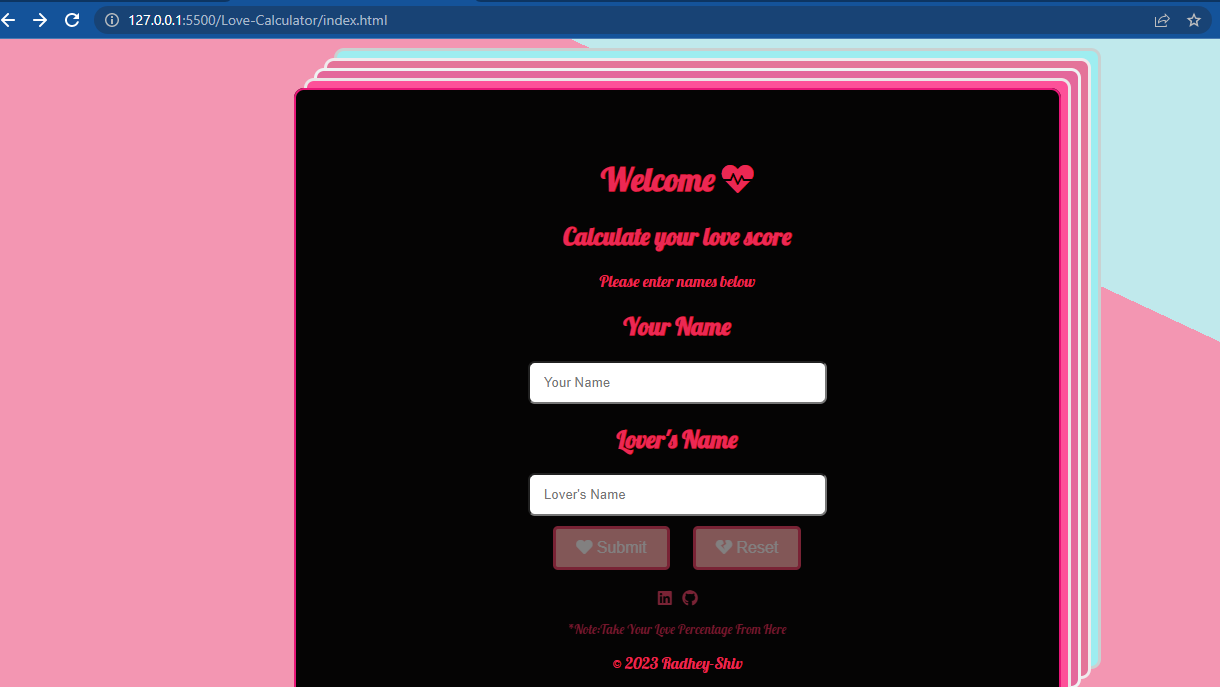 127.0.0.1:5500/Love-Calculator/index.html
Welcome
Calculate your love score
Please enter names below
Your Name
Your Name
Lover's Name
Lover's Name
Submit Reset
in
*Note:Take Your Love Percentage From Here
© 2023 Radhey-Shiv